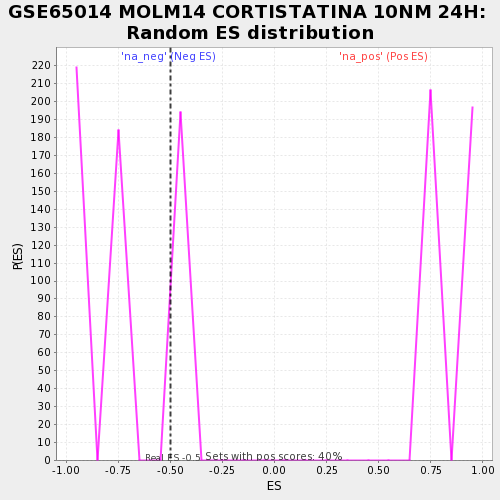 GSE65014 MOLM14 CORTISTATINA 10NM 24H:
Random ES distribution
'na_neg' (Neg ES)
'na_pos' (Pos ES)
220
210
200
190
180
170
160
150
140
130
120
110
100
90
80
70
60
50
40
30
20
10
0
P(ES)
Real ES -0.5
Sets with pos scores: 40%
-1.00 -0.75 -0.50 -0.25 0.00 0.25 0.50 0.75 1.00
ES